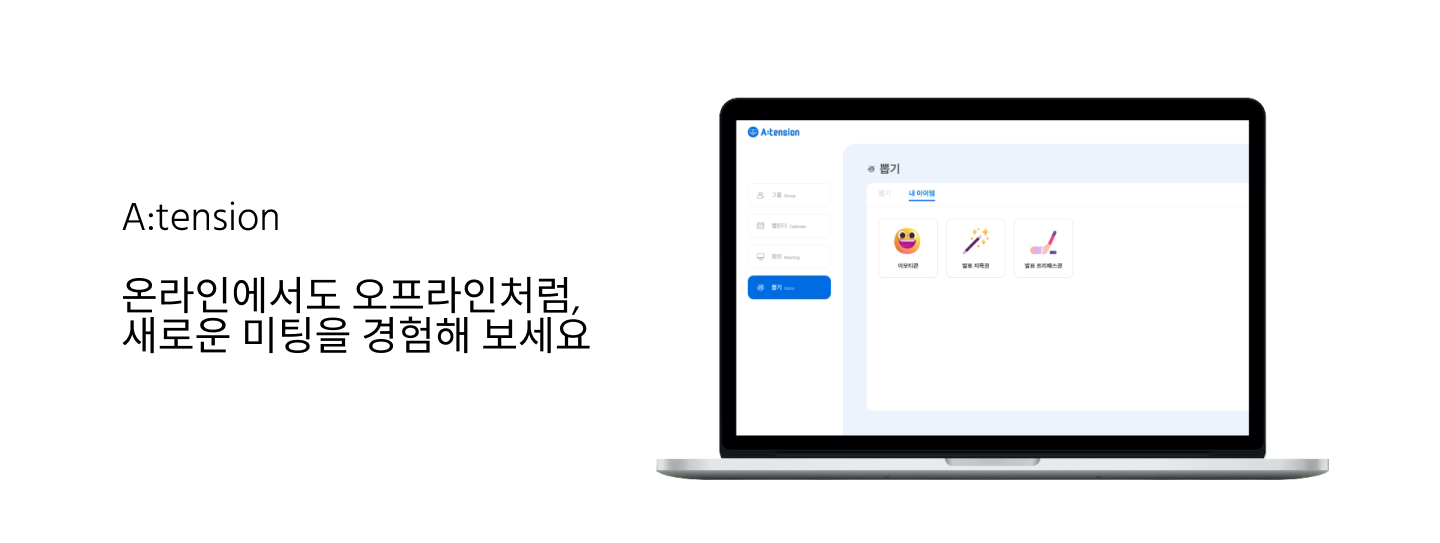 A:tension
온라인에서도 오프라인처럼,
새로운 미팅을 경험해 보세요
A:tension
뽑기
뽑기 내 아이템
그룹 Group
캘린더 Calendar
회의 Meeting
뽑기 Items
이모티콘 발표 지목권 발표 프리패스권